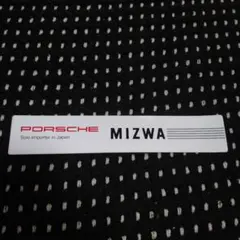 PORSCHE MIZWA
Sole importer in Japan